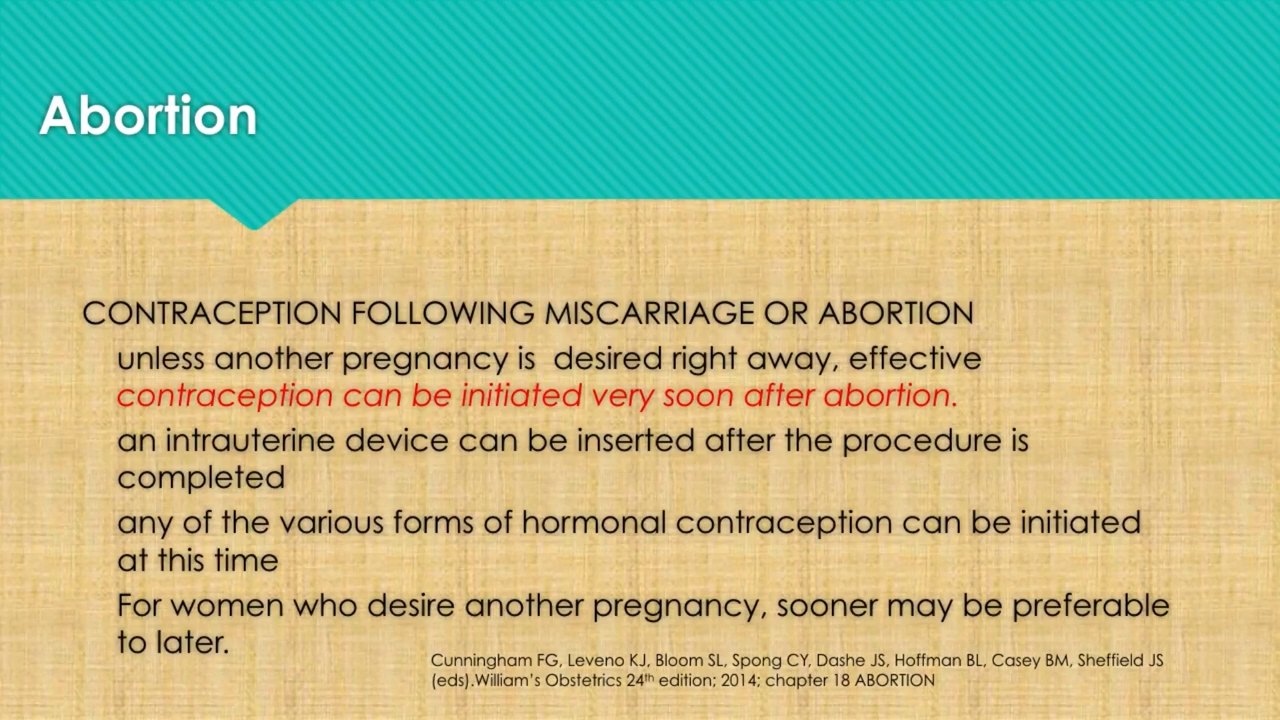 Abortion
CONTRACEPTION FOLLOWING MISCARRIAGE OR ABORTION
unless another pregnancy is  desired right away, effective
contraception can be initiated very soon after abortion.
an intrauterine device can be inserted after the procedure is
completed
any of the various forms of hormonal contraception can be initiated
at this time
For women who desire another pregnancy, sooner may be preferable
to later.
Cunningham FG, Leveno KJ, Bloom SL, Spong CY, Dashe JS, Hoffman BL, Casey BM, Sheffield JS
(eds).William’s Obstetrics 24th edition; 2014; chapter 18 ABORTION